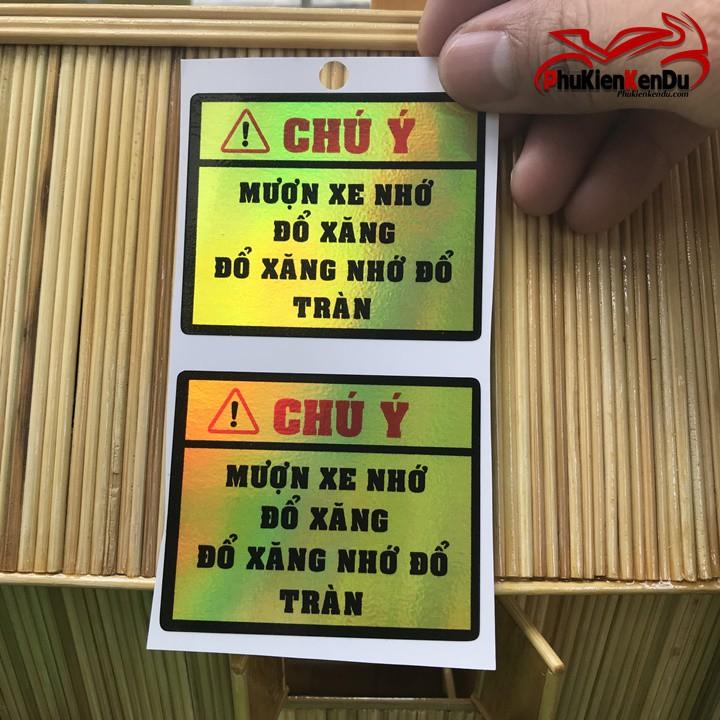 PhuKienKenDu
Phukienkendu.com
CHÚ Ý
MƯỢN XE NHỚ
ĐỔ XĂNG
ĐỔ XĂNG NHỚ ĐỔ
TRÀN
CHÚ Ý
MƯỢN XE NHỚ
ĐỔ XĂNG
ĐỔ XĂNG NHỚ ĐỔ
TRÀN